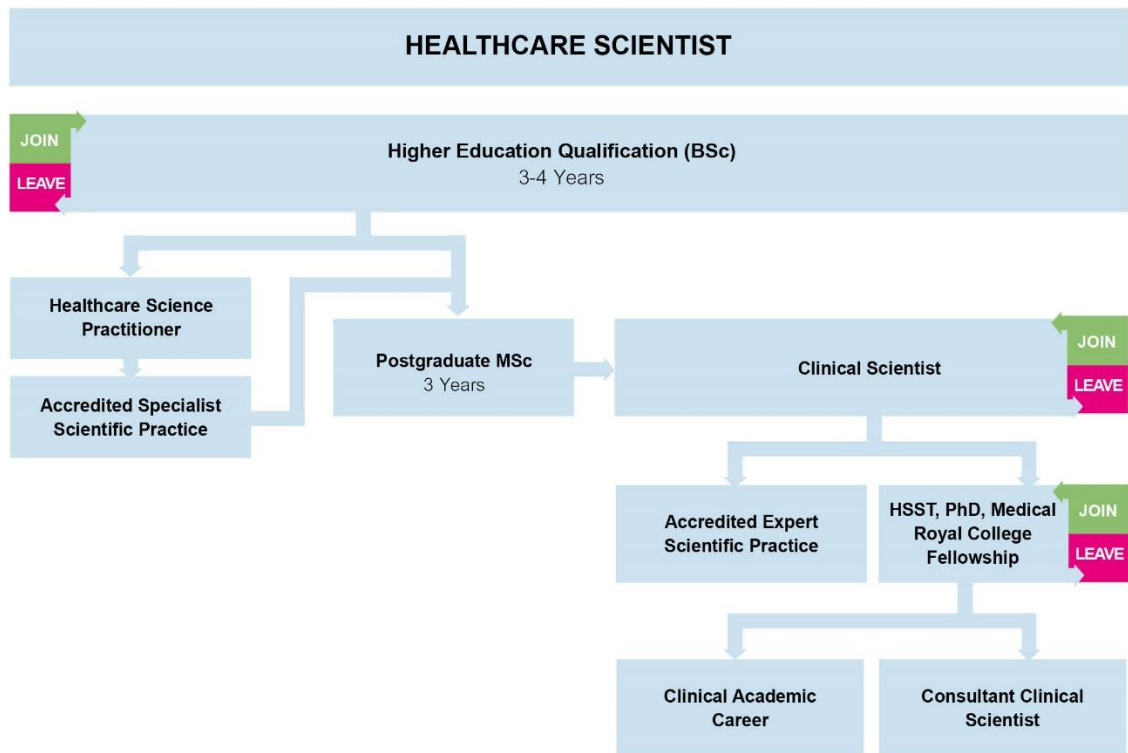 HEALTHCARE SCIENTIST
JOIN
LEAVE
Higher Education Qualification (BSc)
3-4 Years
Healthcare Science
Practitioner
Accredited Specialist
Scientific Practice
Postgraduate MSc
3 Years
Clinical Scientist
JOIN
LEAVE
Accredited Expert
Scientific Practice
HSST, PhD, Medical
Royal College
Fellowship
JOIN
LEAVE
Clinical Academic
Career
Consultant Clinical
Scientist